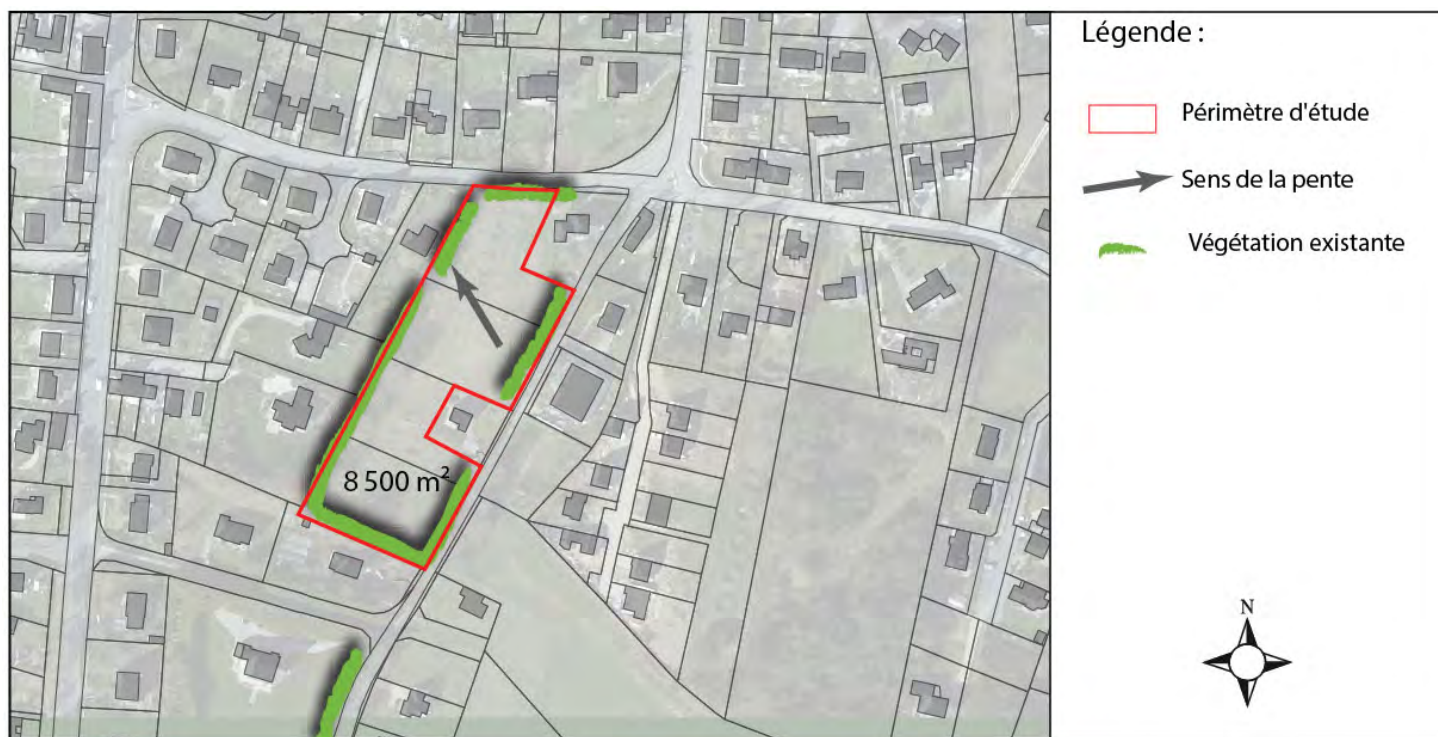 Légende :
Périmètre d'étude
Sens de la pente
Végétation existante
8 500 m²
N